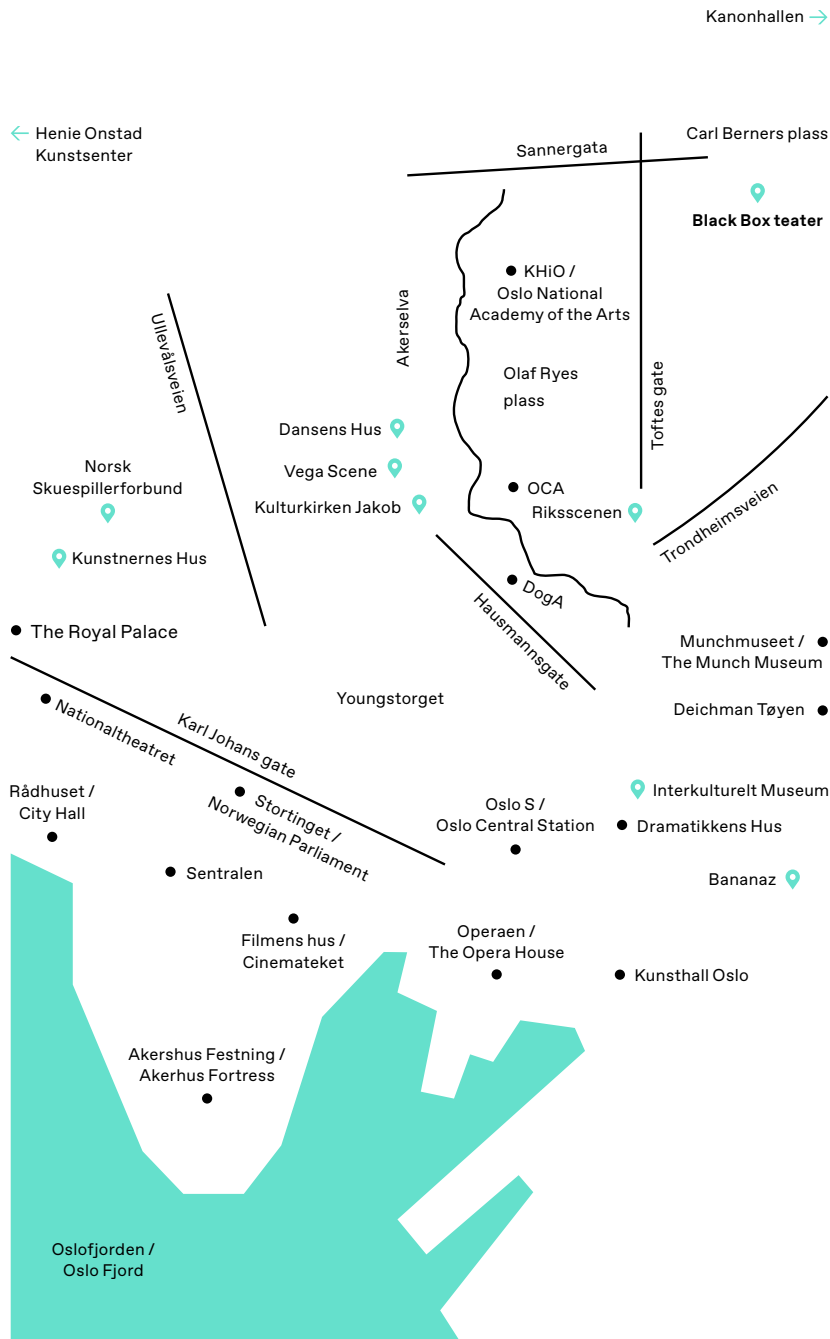 Kanonhallen
Henie Onstad
Kunstsenter
Carl Berners plass
Sannergata
Black Box teater
KHiO /
Oslo National
Academy of the Arts
Akerselva
Ullevålsveien
Olaf Ryes
plass
Toftes gate
Dansens Hus
Vega Scene
Kulturkirken Jakob
Norsk
Skuespillerforbund
OCA
Riksscenen
Trondheimsveien
Kunstnernes Hus
DogA
Hausmannsgate
The Royal Palace
Munchmuseet /
The Munch Museum
Youngstorget
Deichman Tøyen
Nationaltheatret
Karl Johans gate
Rådhuset /
City Hall
Stortinget /
Norwegian Parliament
Oslo S /
Oslo Central Station
Interkulturelt Museum
Dramatikkens Hus
Sentralen
Bananaz
Filmens hus /
Cinemateket
Operaen /
The Opera House
Kunsthall Oslo
Akershus Festning /
Akerhus Fortress
Oslofjorden /
Oslo Fjord